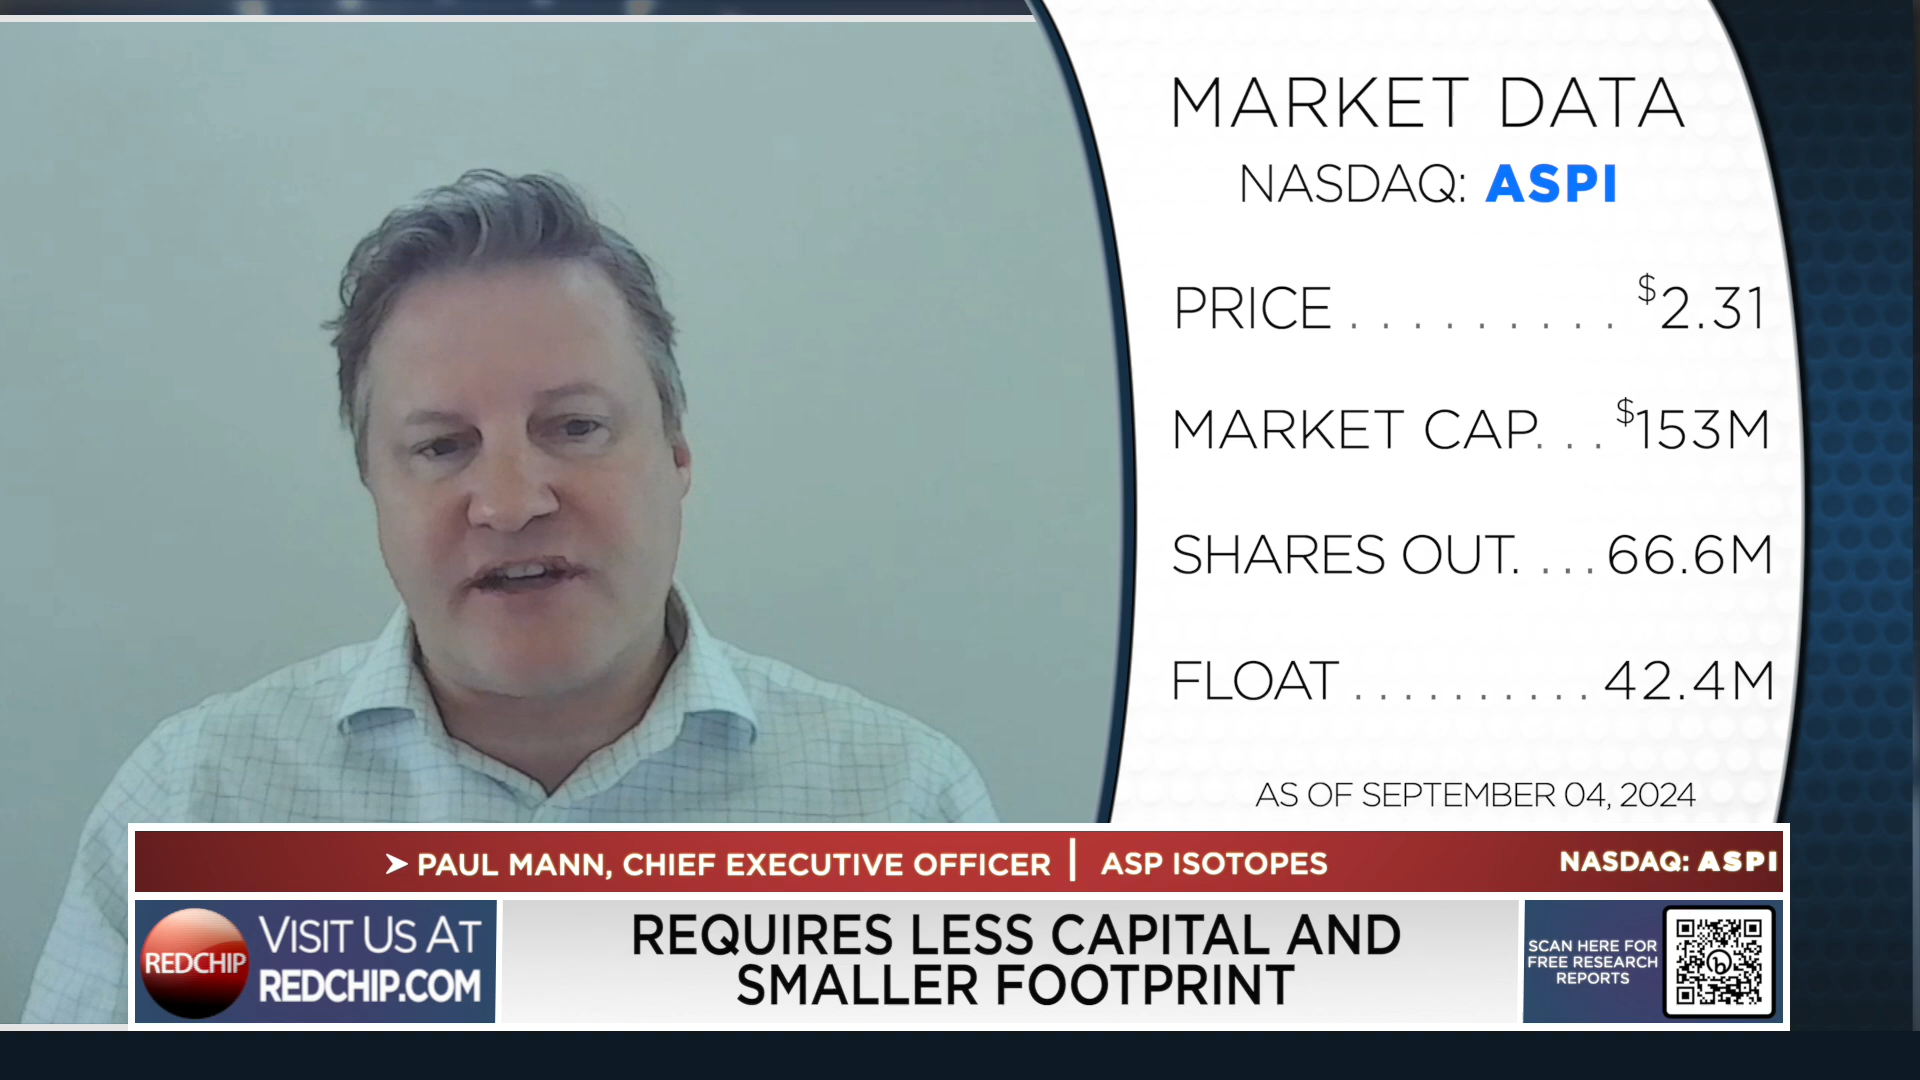 MARKET DATA
NASDAQ: ASPI
PRICE . . . . . . . . . . $2.31
MARKET CAP. . . $153M
SHARES OUT. . . . 66.6M
FLOAT . . . . . . . . . . 42.4M
AS OF SEPTEMBER 04, 2024
➤ PAUL MANN, CHIEF EXECUTIVE OFFICER | ASP ISOTOPES NASDAQ: ASPI
REDCHIP
VISIT US AT
REDCHIP.COM
REQUIRES LESS CAPITAL AND
SMALLER FOOTPRINT
SCAN HERE FOR
FREE RESEARCH
REPORTS